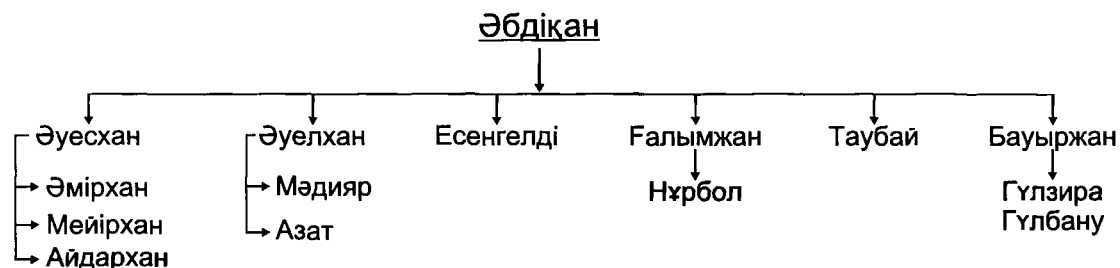 Әбдіқан
Әуесхан Әуелхан Есенгелді Ғалымжан Таубай Бауыржан
Әмірхан Мәдияр Нұрбол Гүлзира
Гүлбану
Мейірхан Азат
Айдархан